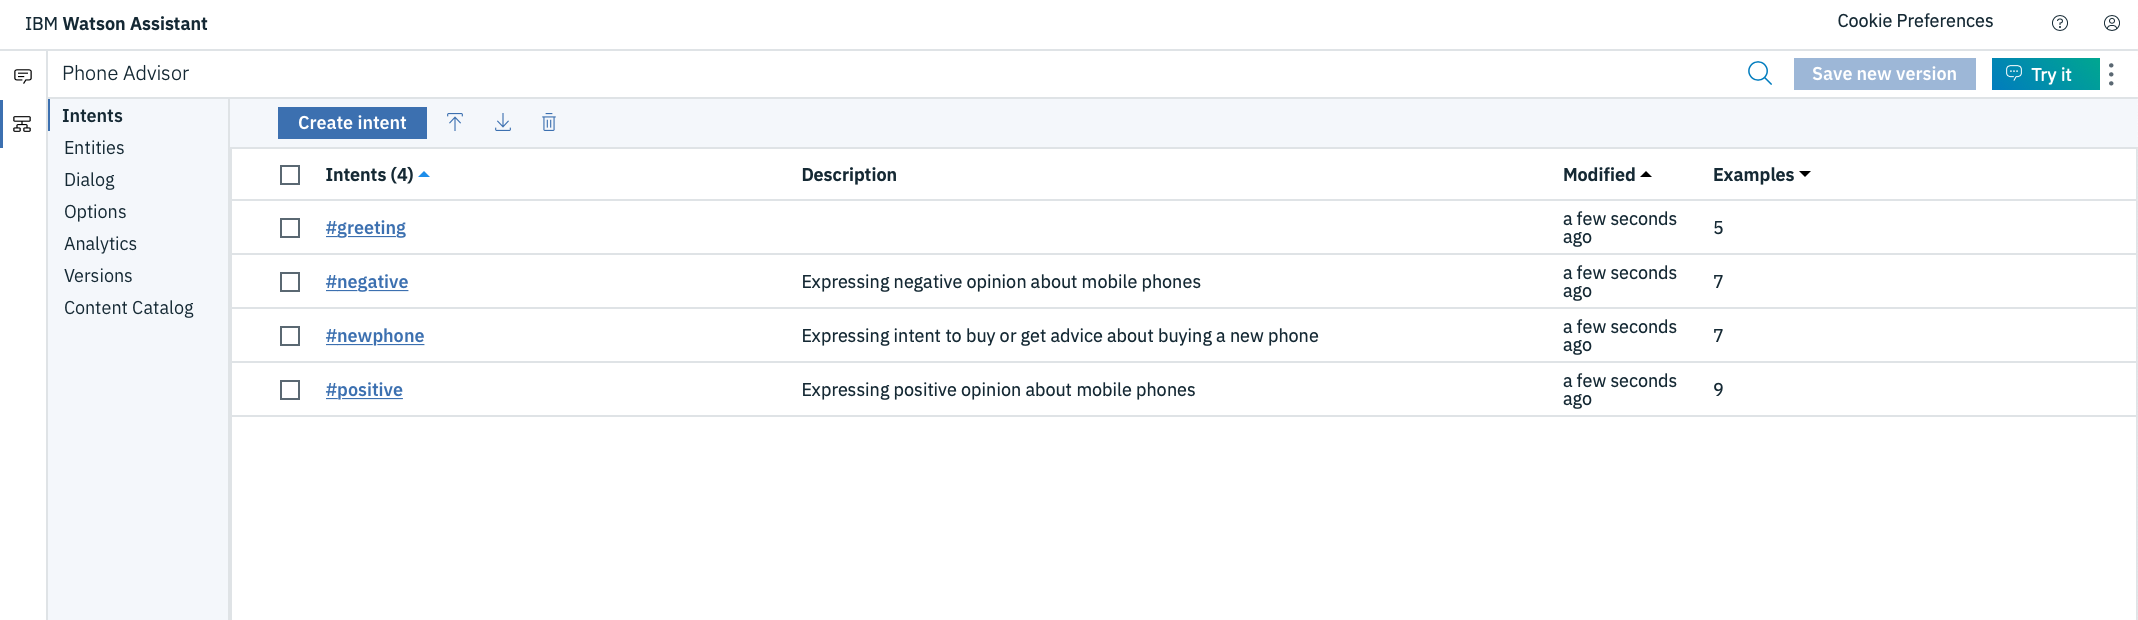 IBM Watson Assistant
Cookie Preferences
Phone Advisor
Save new version
Try it
Intents
Entities
Dialog
Options
Analytics
Versions
Content Catalog
Create intent
Intents (4) Description Modified Examples
#greeting a few seconds ago 5
#negative Expressing negative opinion about mobile phones a few seconds ago 7
#newphone Expressing intent to buy or get advice about buying a new phone a few seconds ago 7
#positive Expressing positive opinion about mobile phones a few seconds ago 9